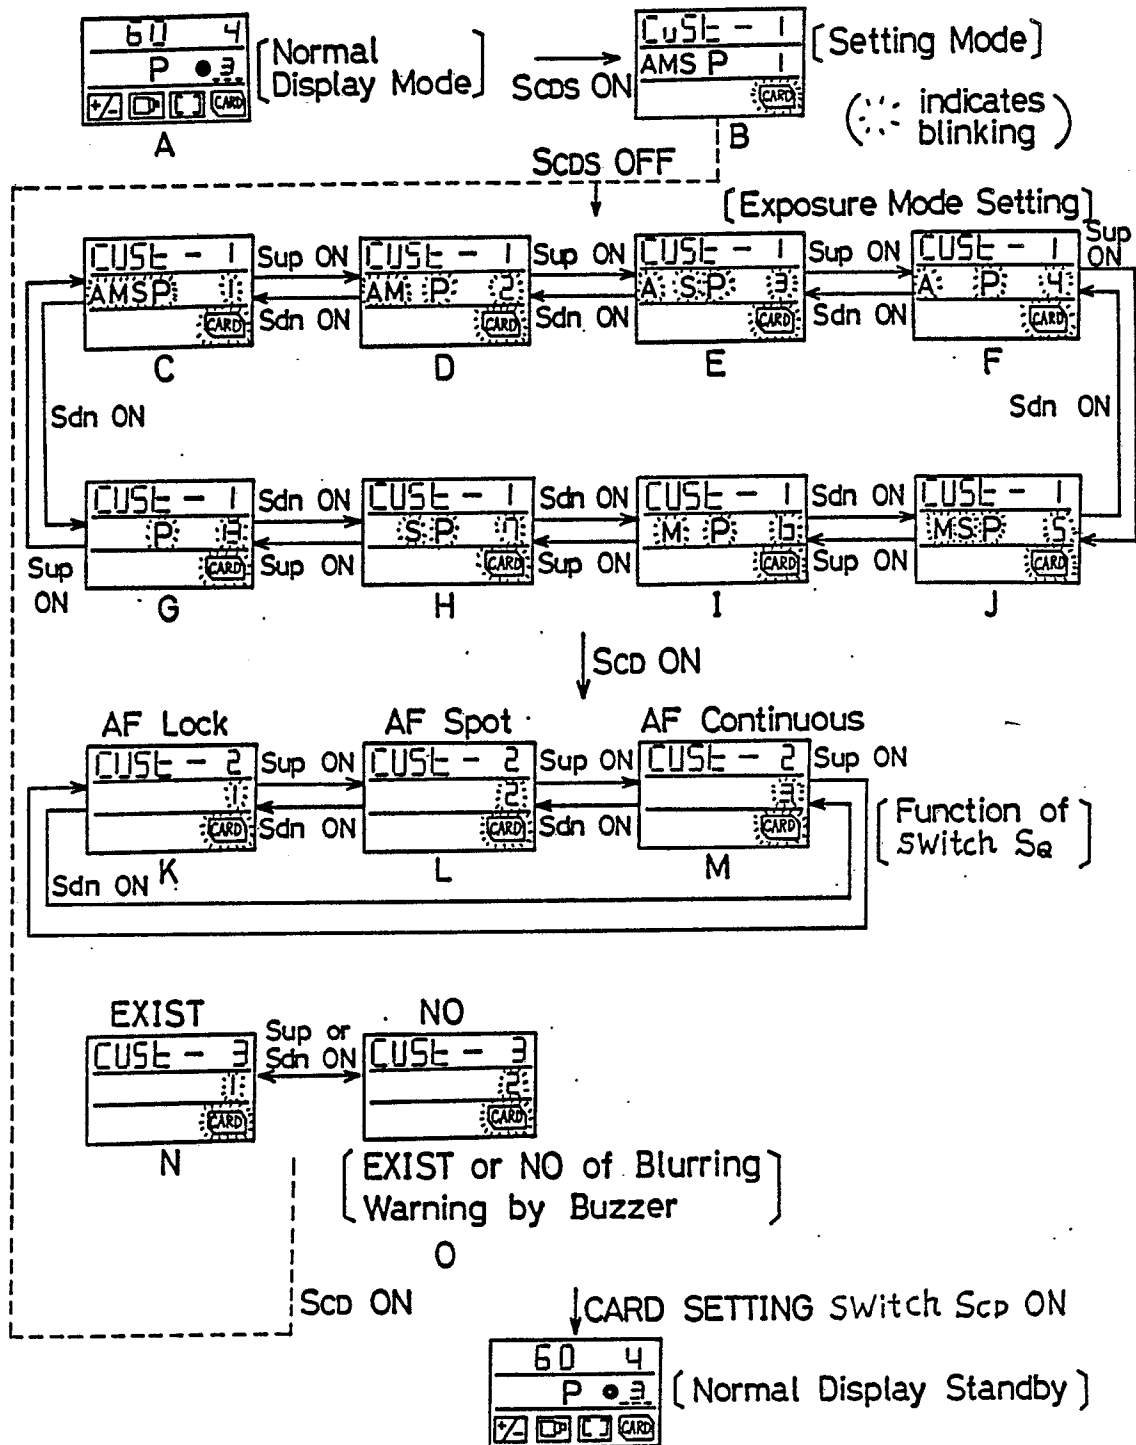 60 4
P ●3
+/- [ ] CARD
A
[Normal
Display Mode]
SCDS ON
CuSt - 1
AMS P 1
CARD
B
[Setting Mode]
( indicates
blinking )
SCDS OFF
[Exposure Mode Setting]
CUSt - 1
AMSP 1
CARD
C
Sup ON
Sdn ON
CUSt - 1
AM P 2
CARD
D
Sup ON
Sdn ON
CUSt - 1
A SP 3
CARD
E
Sup ON
Sdn ON
CUSt - 1
A P 4
CARD
F
Sup
ON
Sdn ON
Sdn ON
CUSt - 1
P 8
CARD
G
Sup
ON
Sdn ON
Sup ON
CUSt - 1
S P 7
CARD
H
Sdn ON
Sup ON
CUSt - 1
M P 6
CARD
I
Sdn ON
Sup ON
CUSt - 1
MSP 5
CARD
J
SCD ON
AF Lock
CUSt - 2
1
CARD
K
Sdn ON
Sup ON
Sdn ON
AF Spot
CUSt - 2
2
CARD
L
Sup ON
Sdn ON
AF Continuous
CUSt - 2
3
CARD
M
Sup ON
[Function of
Switch SQ]
EXIST
CUSt - 3
1
CARD
N
Sup or
Sdn ON
NO
CUSt - 3
2
CARD
[EXIST or NO of Blurring
Warning by Buzzer]
O
SCD ON
CARD SETTING Switch SCD ON
60 4
P ●3
+/- [ ] CARD
[Normal Display Standby]